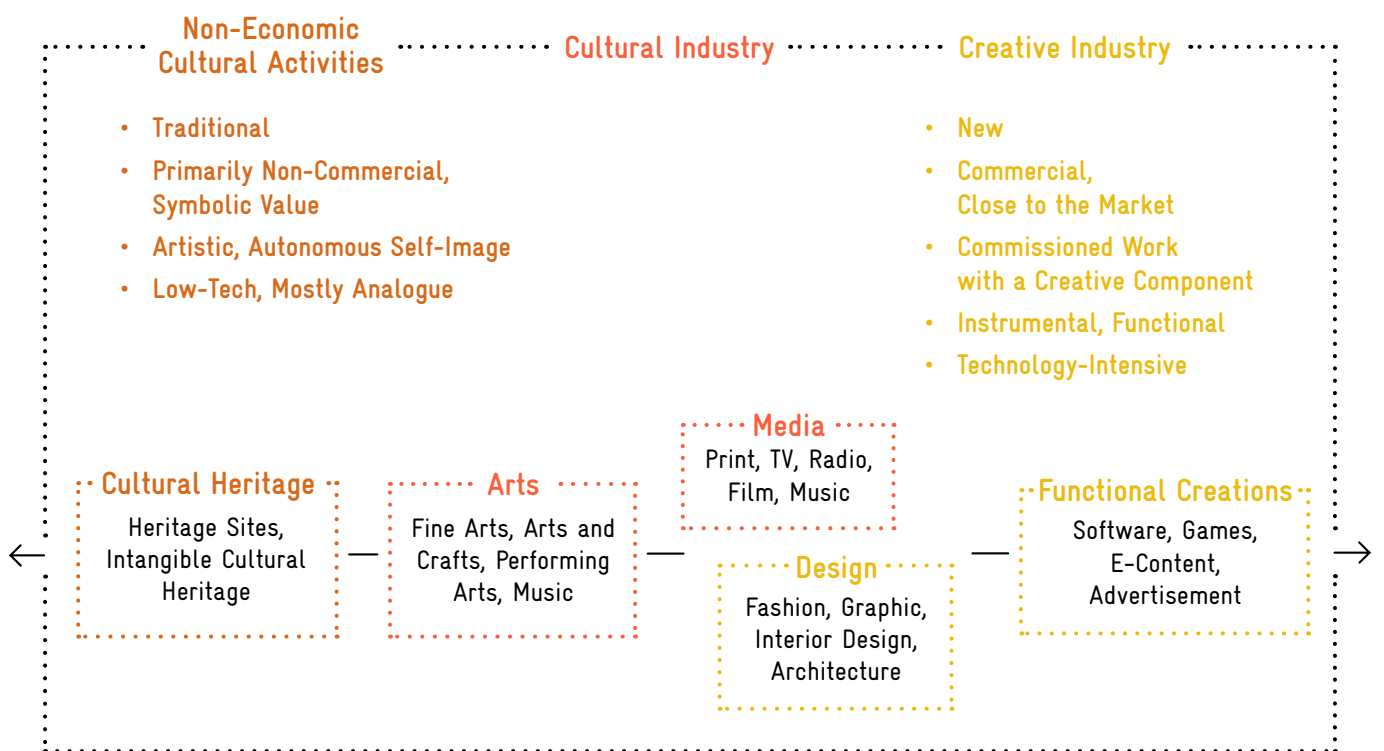 Non-Economic
Cultural Activities
Cultural Industry
Creative Industry
• Traditional
• Primarily Non-Commercial,
Symbolic Value
• Artistic, Autonomous Self-Image
• Low-Tech, Mostly Analogue
• New
• Commercial,
Close to the Market
• Commissioned Work
with a Creative Component
• Instrumental, Functional
• Technology-Intensive
Cultural Heritage
Heritage Sites,
Intangible Cultural
Heritage
Arts
Fine Arts, Arts and
Crafts, Performing
Arts, Music
Media
Print, TV, Radio,
Film, Music
Design
Fashion, Graphic,
Interior Design,
Architecture
Functional Creations
Software, Games,
E-Content,
Advertisement